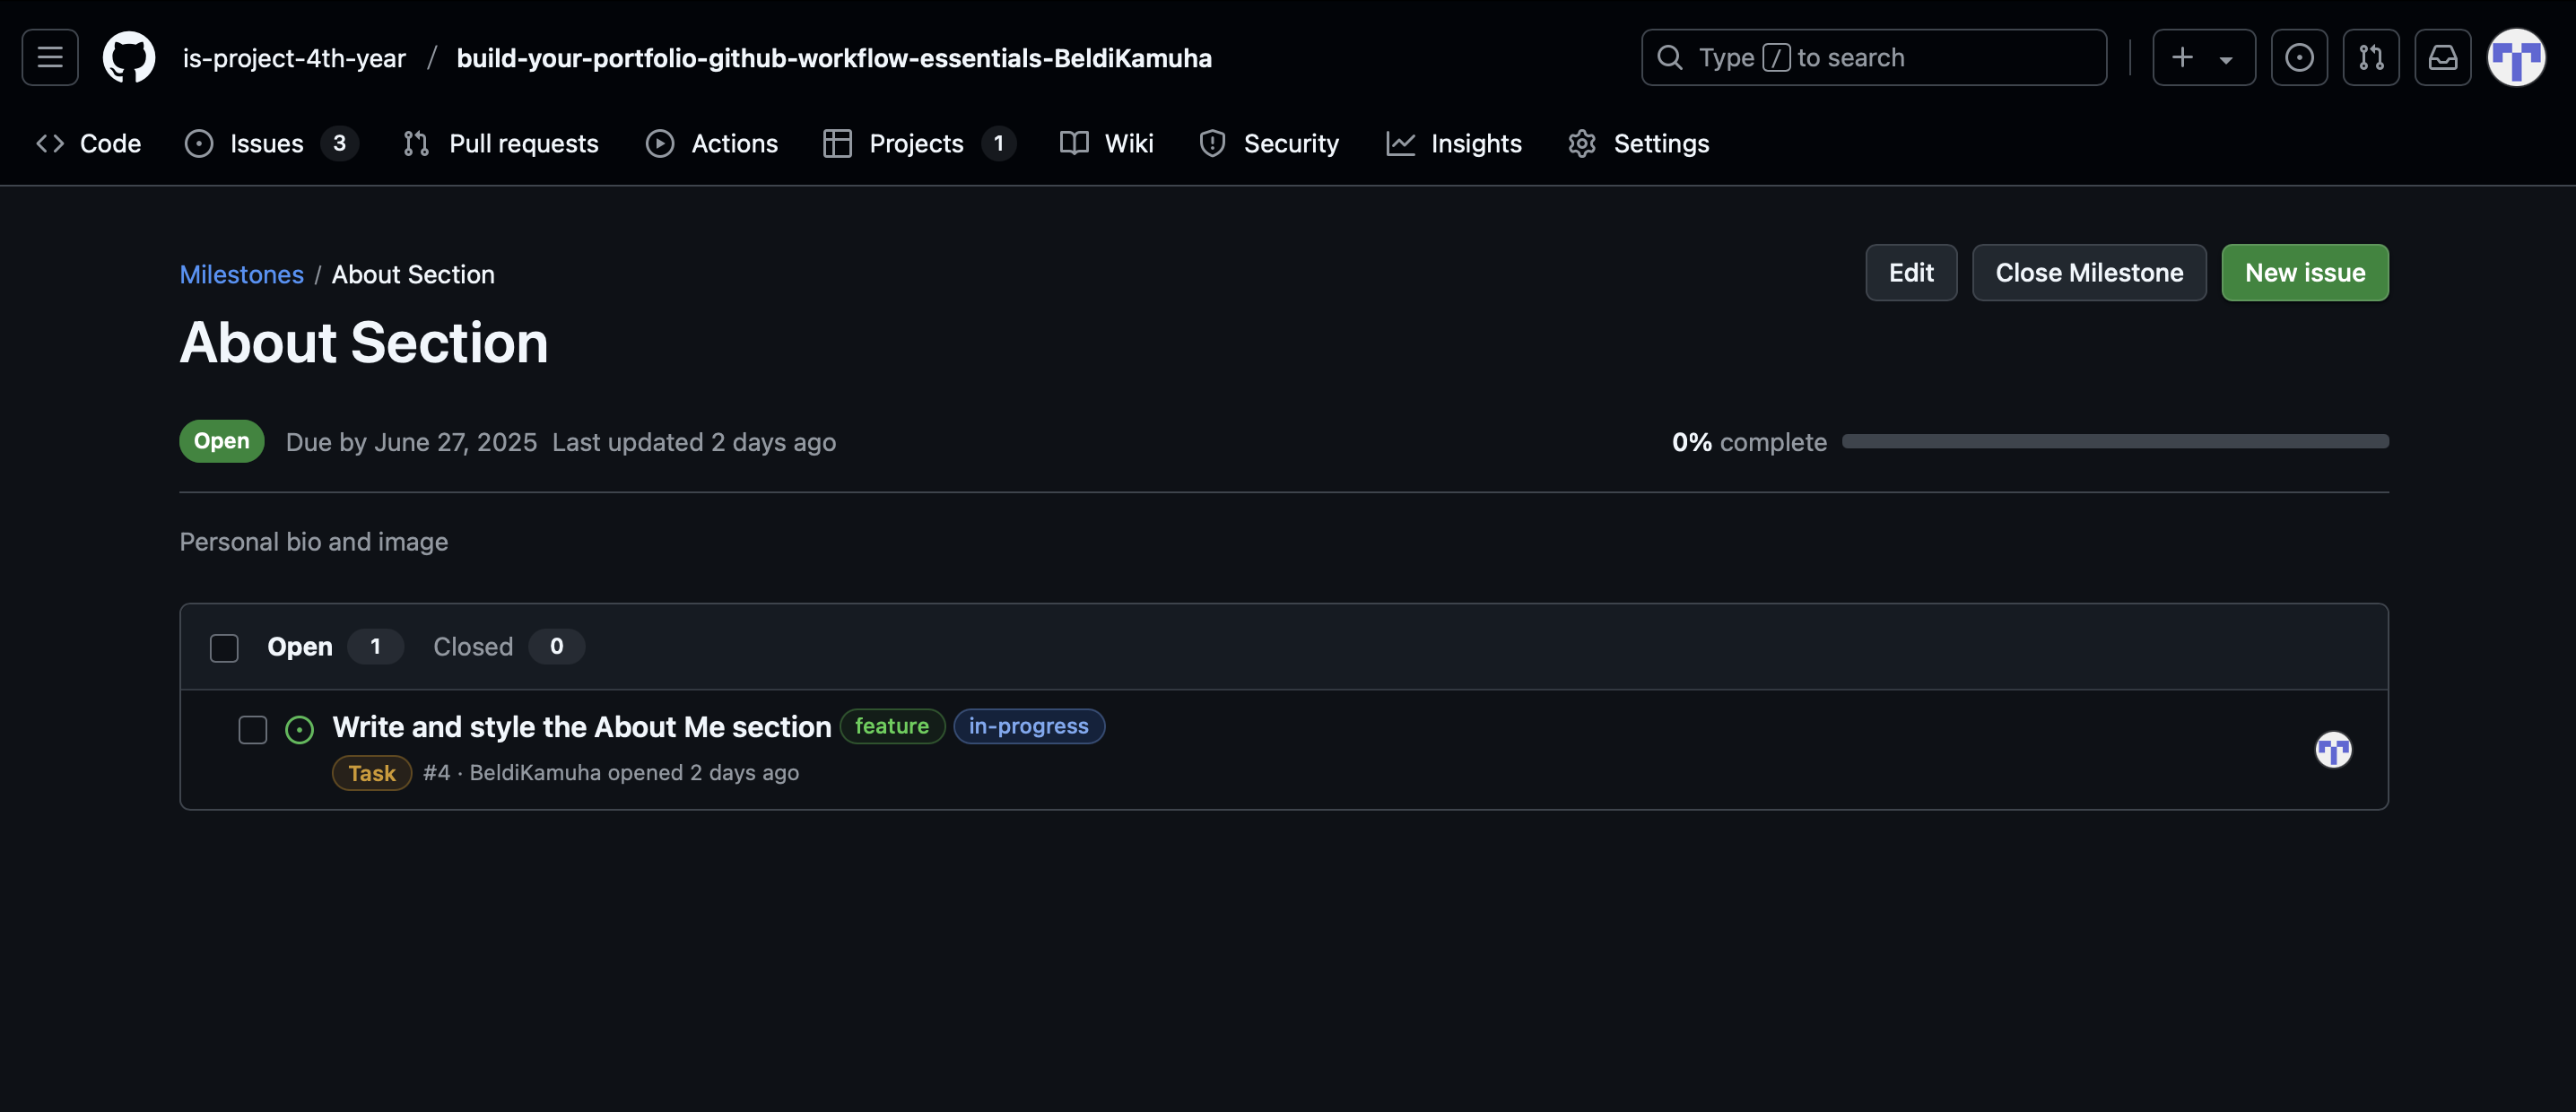 is-project-4th-year / build-your-portfolio-github-workflow-essentials-BeldiKamuha
Type / to search
Code
Issues 3
Pull requests
Actions
Projects 1
Wiki
Security
Insights
Settings
Milestones / About Section
Edit
Close Milestone
New issue
About Section
Open Due by June 27, 2025 Last updated 2 days ago
0% complete
Personal bio and image
Open 1 Closed 0
Write and style the About Me section feature in-progress
Task #4 · BeldiKamuha opened 2 days ago